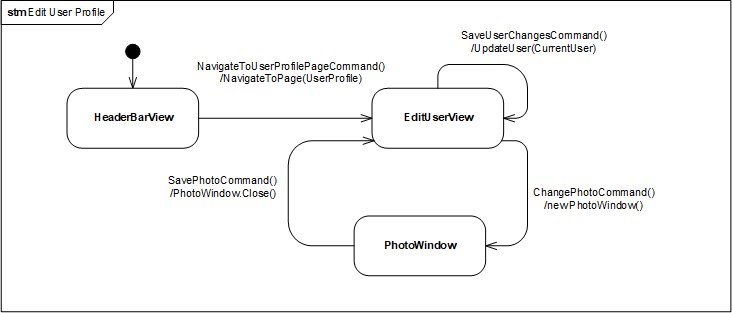 stm Edit User Profile
SaveUserChangesCommand()
/UpdateUser(CurrentUser)
NavigateToUserProfilePageCommand()
/NavigateToPage(UserProfile)
HeaderBarView
EditUserView
SavePhotoCommand()
/PhotoWindow.Close()
ChangePhotoCommand()
/newPhotoWindow()
PhotoWindow